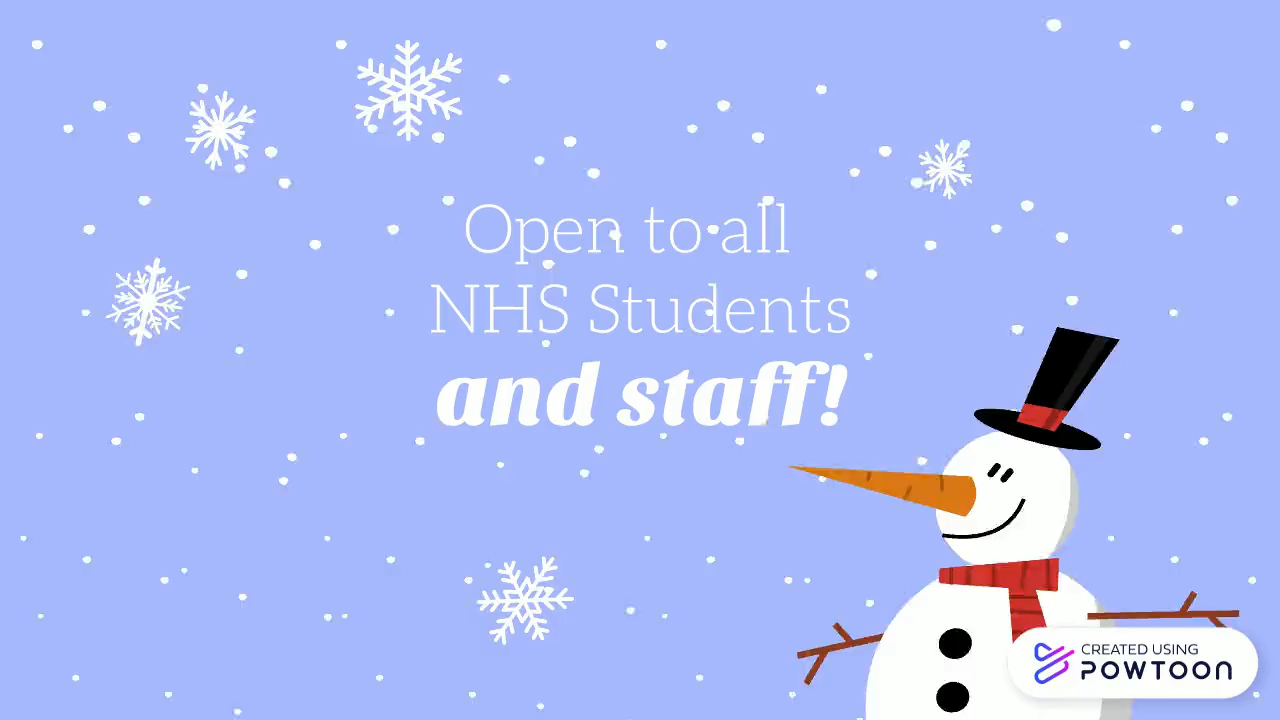 Open to all
NHS Students
and staff!
CREATED USING
POWTOON